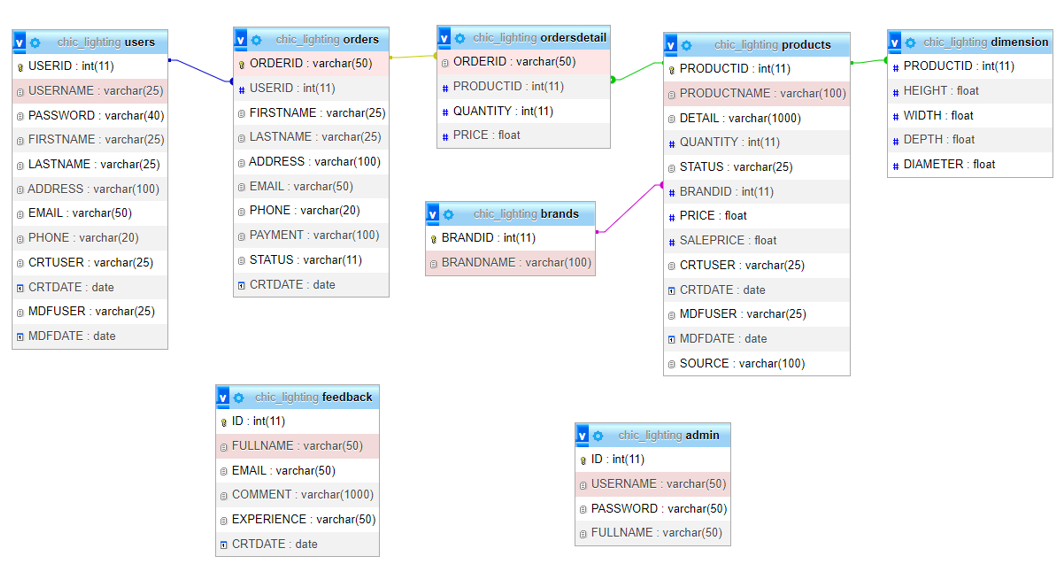 v chic_lighting users
USERID : int(11)
USERNAME : varchar(25)
PASSWORD : varchar(40)
FIRSTNAME : varchar(25)
LASTNAME : varchar(25)
ADDRESS : varchar(100)
EMAIL : varchar(50)
PHONE : varchar(20)
CRTUSER : varchar(25)
CRTDATE : date
MDFUSER : varchar(25)
MDFDATE : date
v chic_lighting orders
ORDERID : varchar(50)
# USERID : int(11)
FIRSTNAME : varchar(25)
LASTNAME : varchar(25)
ADDRESS : varchar(100)
EMAIL : varchar(50)
PHONE : varchar(20)
PAYMENT : varchar(100)
STATUS : varchar(11)
CRTDATE : date
v chic_lighting ordersdetail
ORDERID : varchar(50)
# PRODUCTID : int(11)
# QUANTITY : int(11)
# PRICE : float
v chic_lighting brands
BRANDID : int(11)
BRANDNAME : varchar(100)
v chic_lighting products
PRODUCTID : int(11)
PRODUCTNAME : varchar(100)
DETAIL : varchar(1000)
# QUANTITY : int(11)
STATUS : varchar(25)
# BRANDID : int(11)
# PRICE : float
# SALEPRICE : float
CRTUSER : varchar(25)
CRTDATE : date
MDFUSER : varchar(25)
MDFDATE : date
SOURCE : varchar(100)
v chic_lighting dimension
# PRODUCTID : int(11)
# HEIGHT : float
# WIDTH : float
# DEPTH : float
# DIAMETER : float
v chic_lighting feedback
ID : int(11)
FULLNAME : varchar(50)
EMAIL : varchar(50)
COMMENT : varchar(1000)
EXPERIENCE : varchar(50)
CRTDATE : date
v chic_lighting admin
ID : int(11)
USERNAME : varchar(50)
PASSWORD : varchar(50)
FULLNAME : varchar(50)